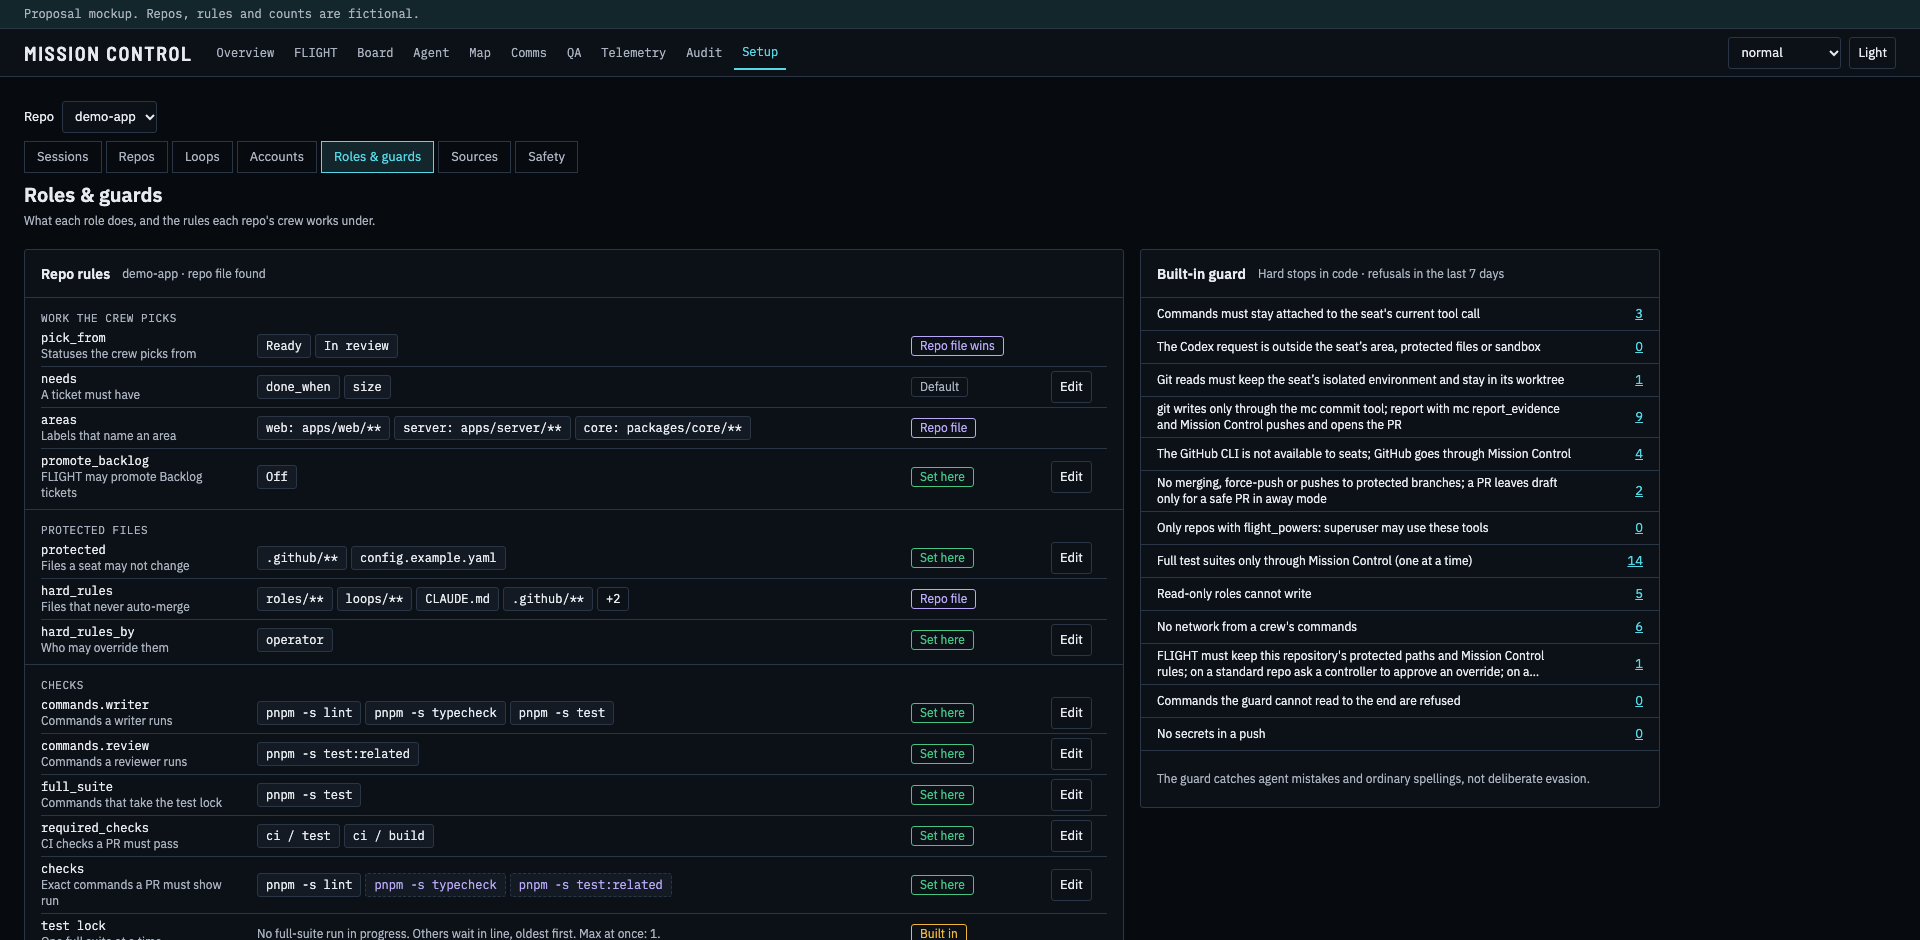 Proposal mockup. Repos, rules and counts are fictional.
MISSION CONTROL Overview FLIGHT Board Agent Map Comms QA Telemetry Audit Setup normal Light
Repo demo-app
Sessions Repos Loops Accounts Roles & guards Sources Safety
Roles & guards
What each role does, and the rules each repo's crew works under.
Repo rules demo-app · repo file found
WORK THE CREW PICKS
pick_from
Statuses the crew picks from
Ready In review Repo file wins
needs
A ticket must have
done_when size Default Edit
areas
Labels that name an area
web: apps/web/** server: apps/server/** core: packages/core/** Repo file
promote_backlog
FLIGHT may promote Backlog
tickets
Off Set here Edit
PROTECTED FILES
protected
Files a seat may not change
.github/** config.example.yaml Set here Edit
hard_rules
Files that never auto-merge
roles/** loops/** CLAUDE.md .github/** +2 Repo file
hard_rules_by
Who may override them
operator Set here Edit
CHECKS
commands.writer
Commands a writer runs
pnpm -s lint pnpm -s typecheck pnpm -s test Set here Edit
commands.review
Commands a reviewer runs
pnpm -s test:related Set here Edit
full_suite
Commands that take the test lock
pnpm -s test Set here Edit
required_checks
CI checks a PR must pass
ci / test ci / build Set here Edit
checks
Exact commands a PR must show
run
pnpm -s lint pnpm -s typecheck pnpm -s test:related Set here Edit
test lock
No full-suite run in progress. Others wait in line, oldest first. Max at once: 1. Built in
Built-in guard Hard stops in code · refusals in the last 7 days
Commands must stay attached to the seat's current tool call 3
The Codex request is outside the seat’s area, protected files or sandbox 0
Git reads must keep the seat’s isolated environment and stay in its worktree 1
git writes only through the mc commit tool; report with mc report_evidence
and Mission Control pushes and opens the PR 9
The GitHub CLI is not available to seats; GitHub goes through Mission Control 4
No merging, force-push or pushes to protected branches; a PR leaves draft
only for a safe PR in away mode 2
Only repos with flight_powers: superuser may use these tools 0
Full test suites only through Mission Control (one at a time) 14
Read-only roles cannot write 5
No network from a crew's commands 6
FLIGHT must keep this repository's protected paths and Mission Control
rules; on a standard repo ask a controller to approve an override; on a... 1
Commands the guard cannot read to the end are refused 0
No secrets in a push 0
The guard catches agent mistakes and ordinary spellings, not deliberate evasion.